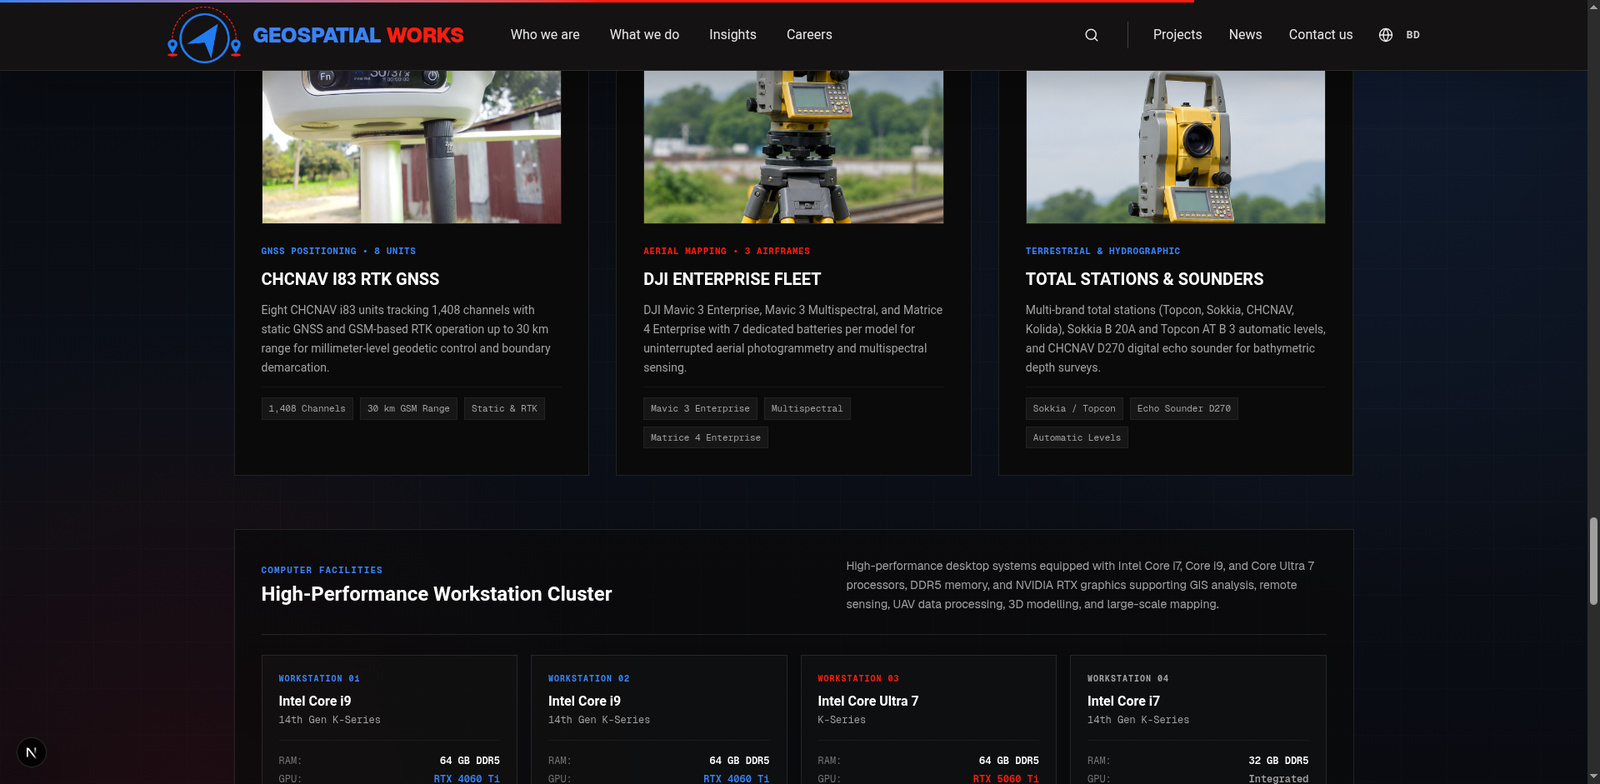 GEOSPATIAL WORKS
Who we are
What we do
Insights
Careers
Projects
News
Contact us
BD
Fn
GNSS POSITIONING • 8 UNITS
CHCNAV I83 RTK GNSS
Eight CHCNAV i83 units tracking 1,408 channels with
static GNSS and GSM-based RTK operation up to 30 km
range for millimeter-level geodetic control and boundary
demarcation.
1,408 Channels
30 km GSM Range
Static & RTK
AERIAL MAPPING • 3 AIRFRAMES
DJI ENTERPRISE FLEET
DJI Mavic 3 Enterprise, Mavic 3 Multispectral, and Matrice
4 Enterprise with 7 dedicated batteries per model for
uninterrupted aerial photogrammetry and multispectral
sensing.
Mavic 3 Enterprise
Multispectral
Matrice 4 Enterprise
TERRESTRIAL & HYDROGRAPHIC
TOTAL STATIONS & SOUNDERS
Multi-brand total stations (Topcon, Sokkia, CHCNAV,
Kolida), Sokkia B 20A and Topcon AT B 3 automatic levels,
and CHCNAV D270 digital echo sounder for bathymetric
depth surveys.
Sokkia / Topcon
Echo Sounder D270
Automatic Levels
COMPUTER FACILITIES
High-Performance Workstation Cluster
High-performance desktop systems equipped with Intel Core i7, Core i9, and Core Ultra 7
processors, DDR5 memory, and NVIDIA RTX graphics supporting GIS analysis, remote
sensing, UAV data processing, 3D modelling, and large-scale mapping.
WORKSTATION 01
Intel Core i9
14th Gen K-Series
RAM: 64 GB DDR5
GPU: RTX 4060 Ti
WORKSTATION 02
Intel Core i9
14th Gen K-Series
RAM: 64 GB DDR5
GPU: RTX 4060 Ti
WORKSTATION 03
Intel Core Ultra 7
K-Series
RAM: 64 GB DDR5
GPU: RTX 5060 Ti
WORKSTATION 04
Intel Core i7
14th Gen K-Series
RAM: 32 GB DDR5
GPU: Integrated
N